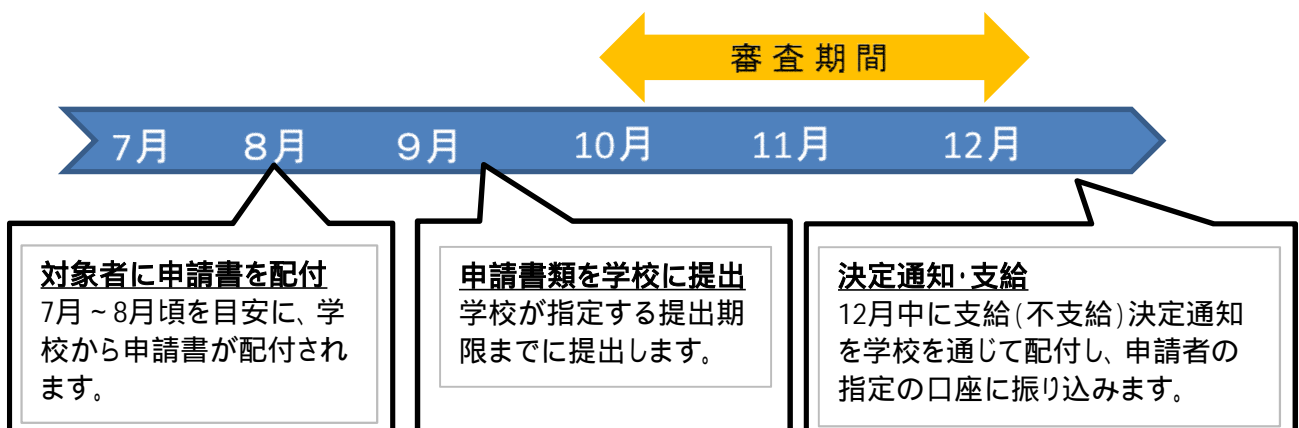 審査期間
7月 8月 9月 10月 11月 12月
対象者に申請書を配付
7月~8月頃を目安に、学
校から申請書が配付され
ます。
申請書類を学校に提出
学校が指定する提出期
限までに提出します。
決定通知・支給
12月中に支給(不支給)決定通知
を学校を通じて配付し、申請者の
指定の口座に振り込みます。